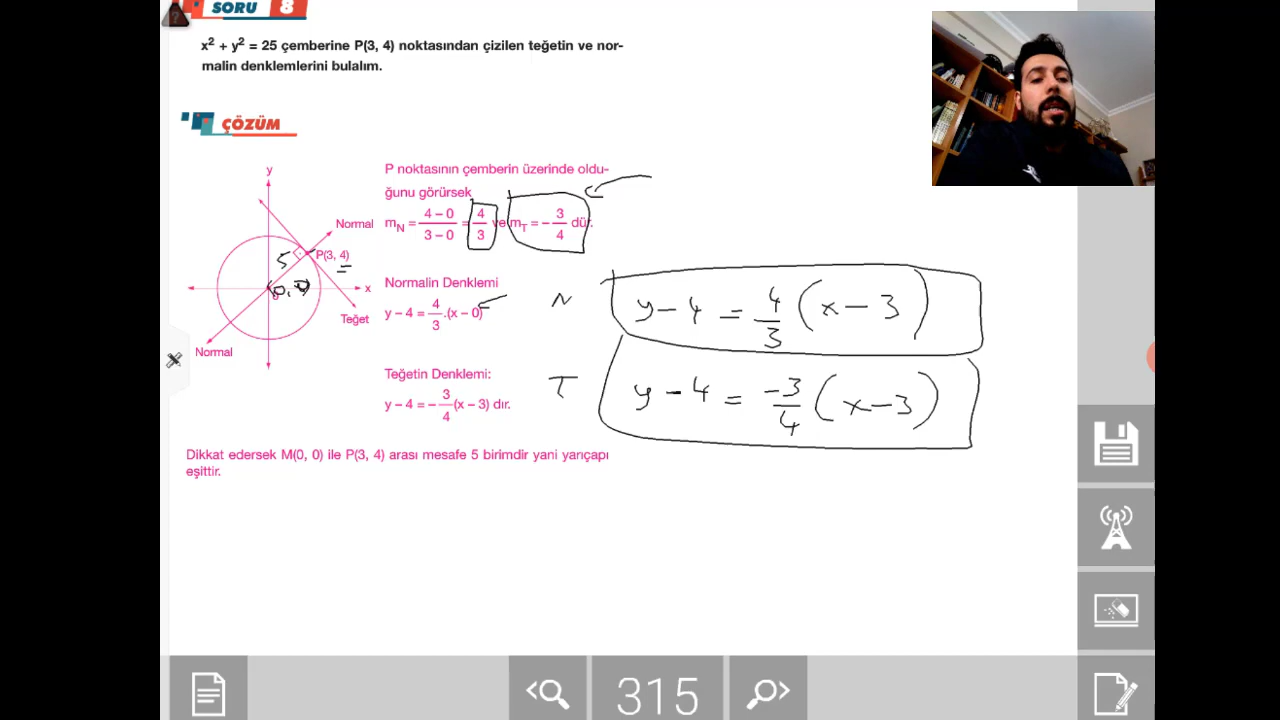 SORU 8
x² + y² = 25 çemberine P(3, 4) noktasından çizilen teğetin ve nor-
malin denklemlerini bulalım.
ÇÖZÜM
y
Normal
P(3, 4)
5
=
(0, 0)
x
Teğet
Normal
P noktasının çemberin üzerinde oldu-
ğunu görürsek
m_N = (4 – 0)/(3 – 0) = 4/3 ve m_T = – 3/4 dür.
Normalin Denklemi
y – 4 = 4/3 .(x – 0)
N y – 4 = 4/3 (x – 3)
Teğetin Denklemi:
y – 4 = – 3/4 (x – 3) dır.
T y – 4 = –3/4 (x – 3)
Dikkat edersek M(0, 0) ile P(3, 4) arası mesafe 5 birimdir yani yarıçapı
eşittir.
315